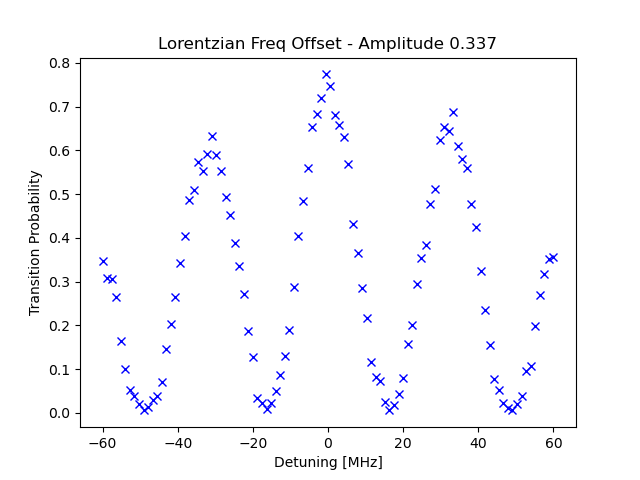 Lorentzian Freq Offset - Amplitude 0.337
Transition Probability
0.8
0.7
0.6
0.5
0.4
0.3
0.2
0.1
0.0
−60 −40 −20 0 20 40 60
Detuning [MHz]